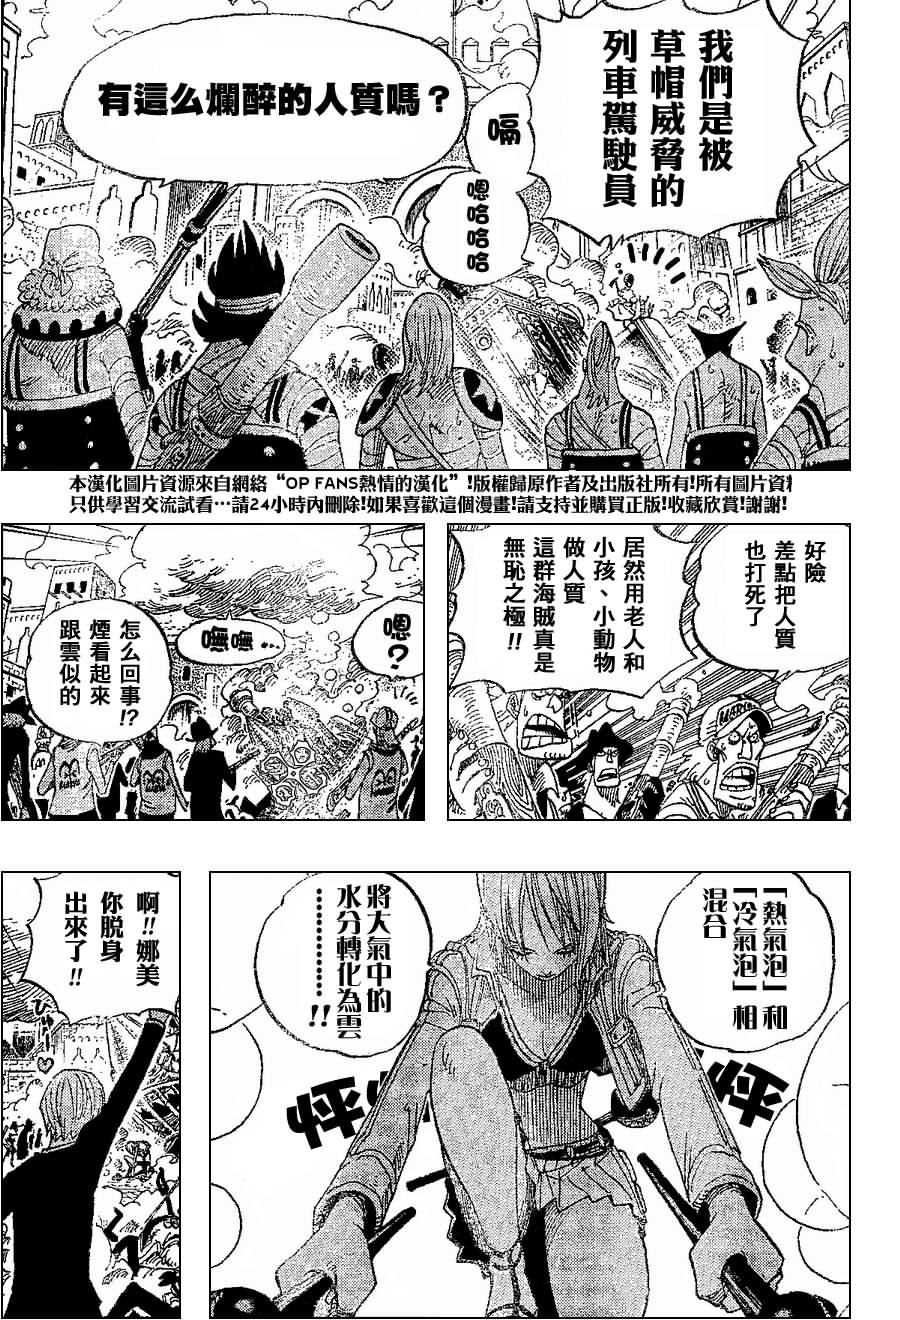 我們是被
草帽威脅的
列車駕駛員
嗝
嗯哈哈哈
有這么爛醉的人质嗎？
本漢化圖片資源來自網絡“OP FANS熱情的漢化”!版權歸原作者及出版社所有!所有圖片資料
只供學習交流試看…請24小時內刪除!如果喜歡這個漫畫!請支持並購買正版!收藏欣賞!謝謝!
好險
差點把人質
也打死了
居然用老人和
小孩、小動物
做人質
這群海賊真是
無恥之極!!
MARINE
嗯?
嘶嘶…
怎么回事!?
煙看起來
跟雲似的
「熱氣泡」和
「冷氣泡」相
混合
將大氣中的
水分轉化為雲
………!!
啊!!娜美
你脫身
出來了!!
ひゅ